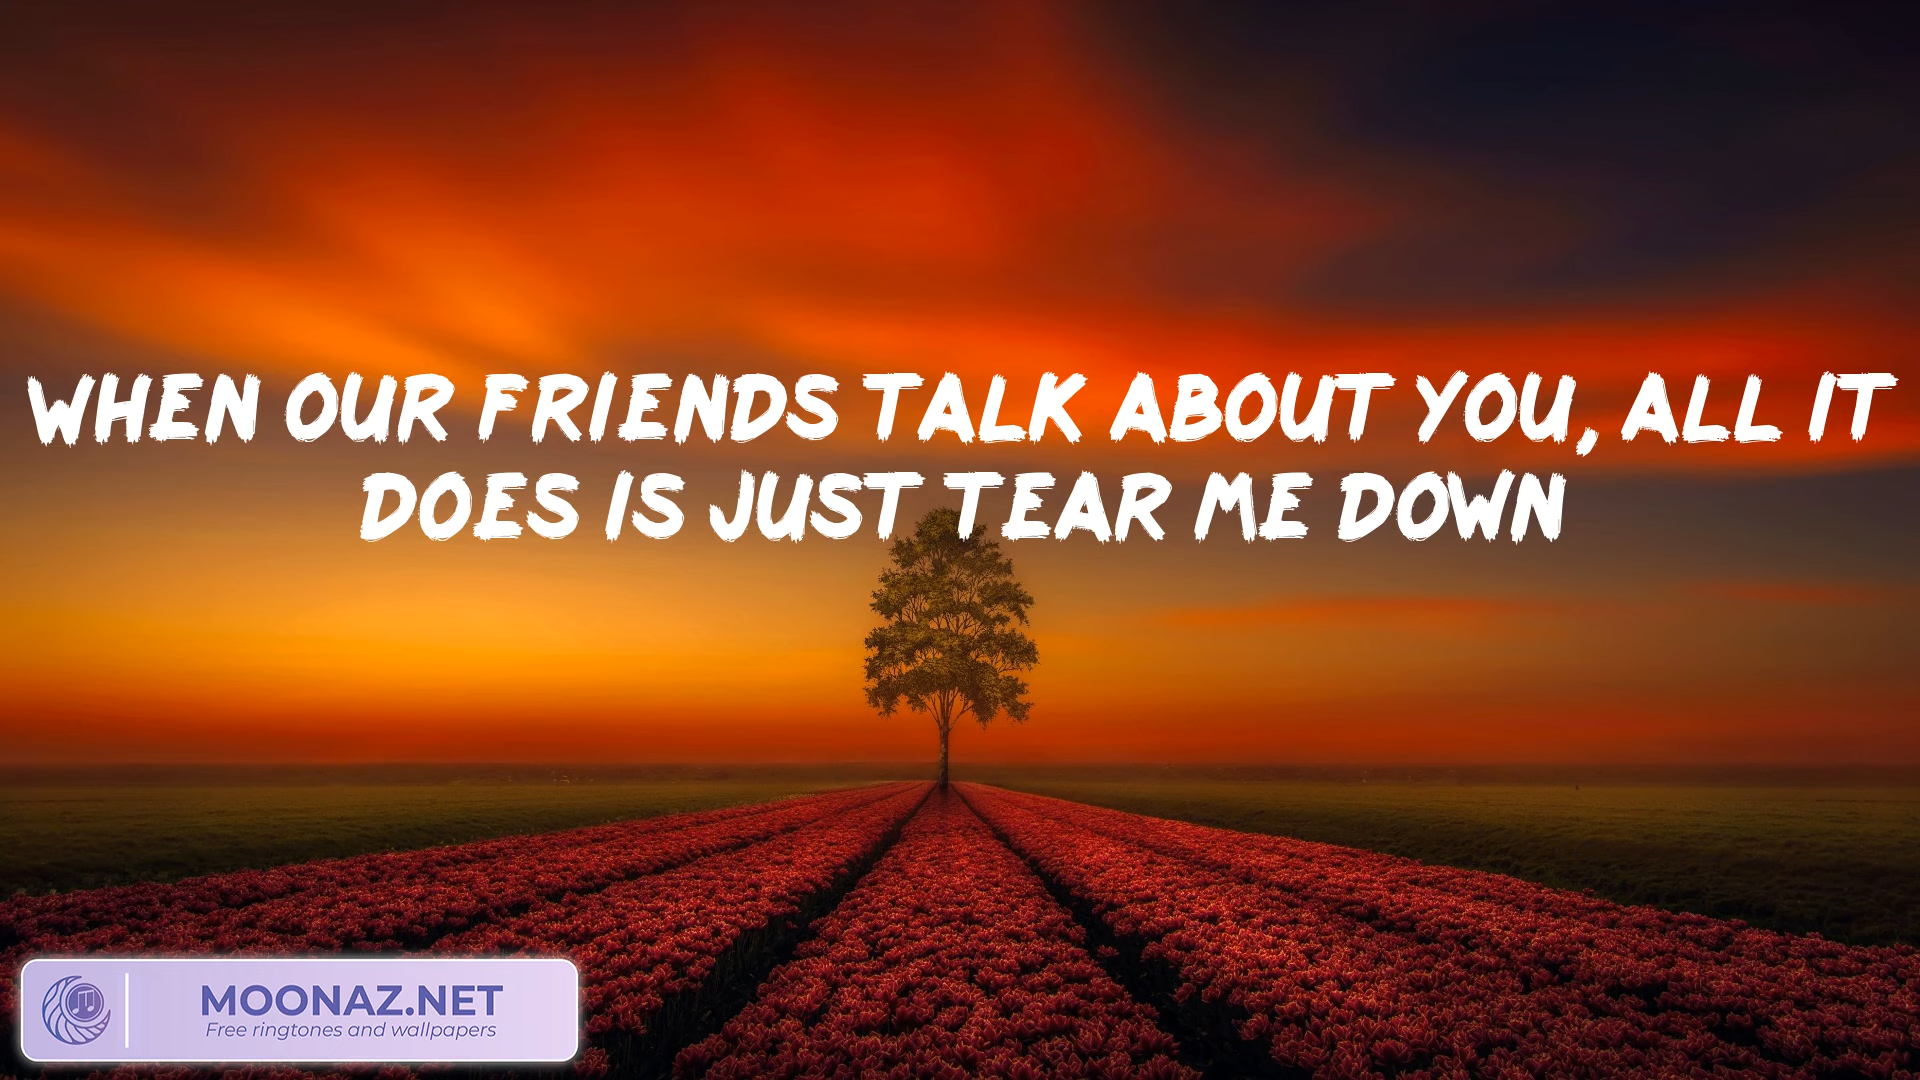 WHEN OUR FRIENDS TALK ABOUT YOU, ALL IT
DOES IS JUST TEAR ME DOWN
MOONAZ.NET
Free ringtones and wallpapers